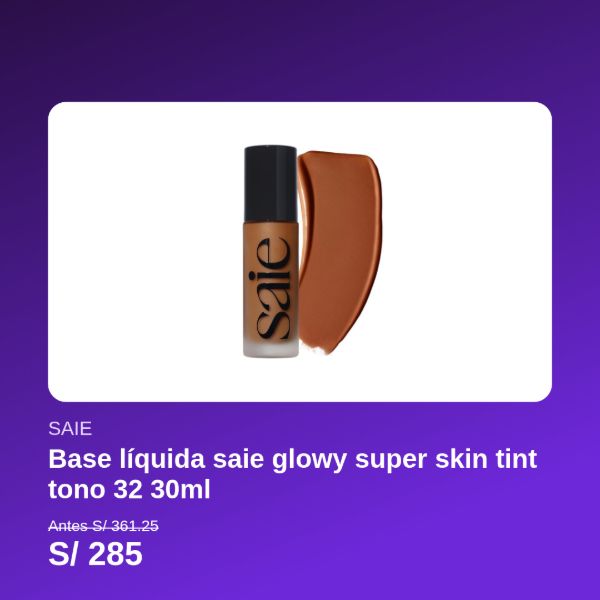 saie
SAIE
Base líquida saie glowy super skin tint
tono 32 30ml
Antes S/ 361.25
S/ 285